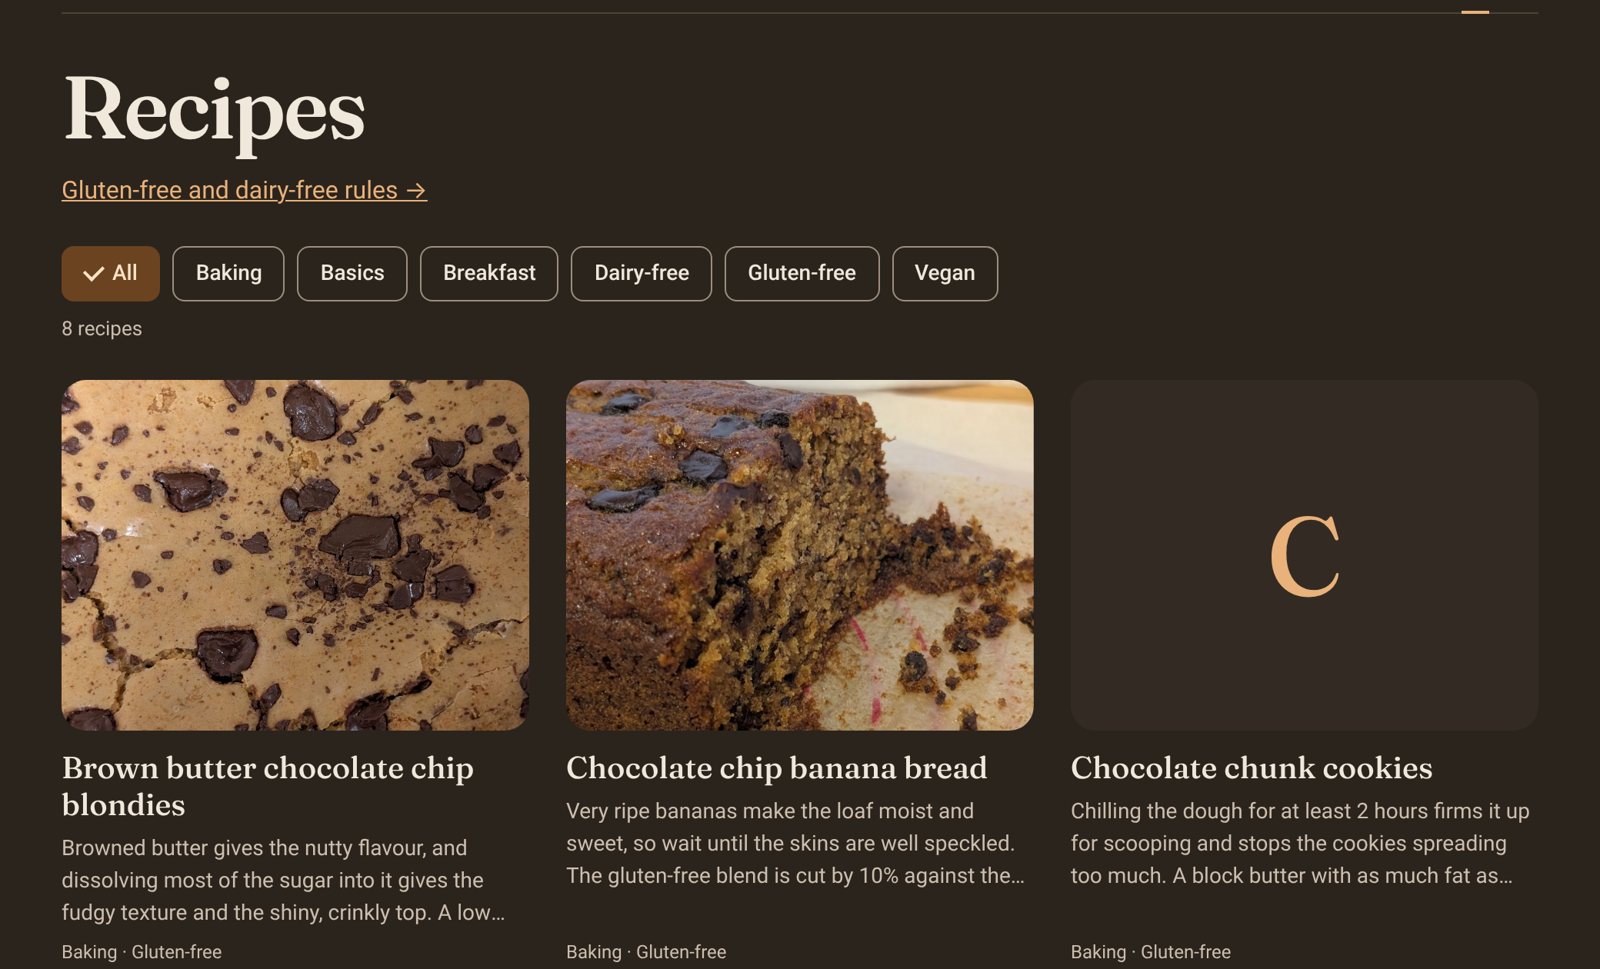 Recipes
Gluten-free and dairy-free rules →
All
Baking
Basics
Breakfast
Dairy-free
Gluten-free
Vegan
8 recipes
C
Brown butter chocolate chip
blondies
Browned butter gives the nutty flavour, and
dissolving most of the sugar into it gives the
fudgy texture and the shiny, crinkly top. A low…
Baking · Gluten-free
Chocolate chip banana bread
Very ripe bananas make the loaf moist and
sweet, so wait until the skins are well speckled.
The gluten-free blend is cut by 10% against the…
Baking · Gluten-free
Chocolate chunk cookies
Chilling the dough for at least 2 hours firms it up
for scooping and stops the cookies spreading
too much. A block butter with as much fat as…
Baking · Gluten-free